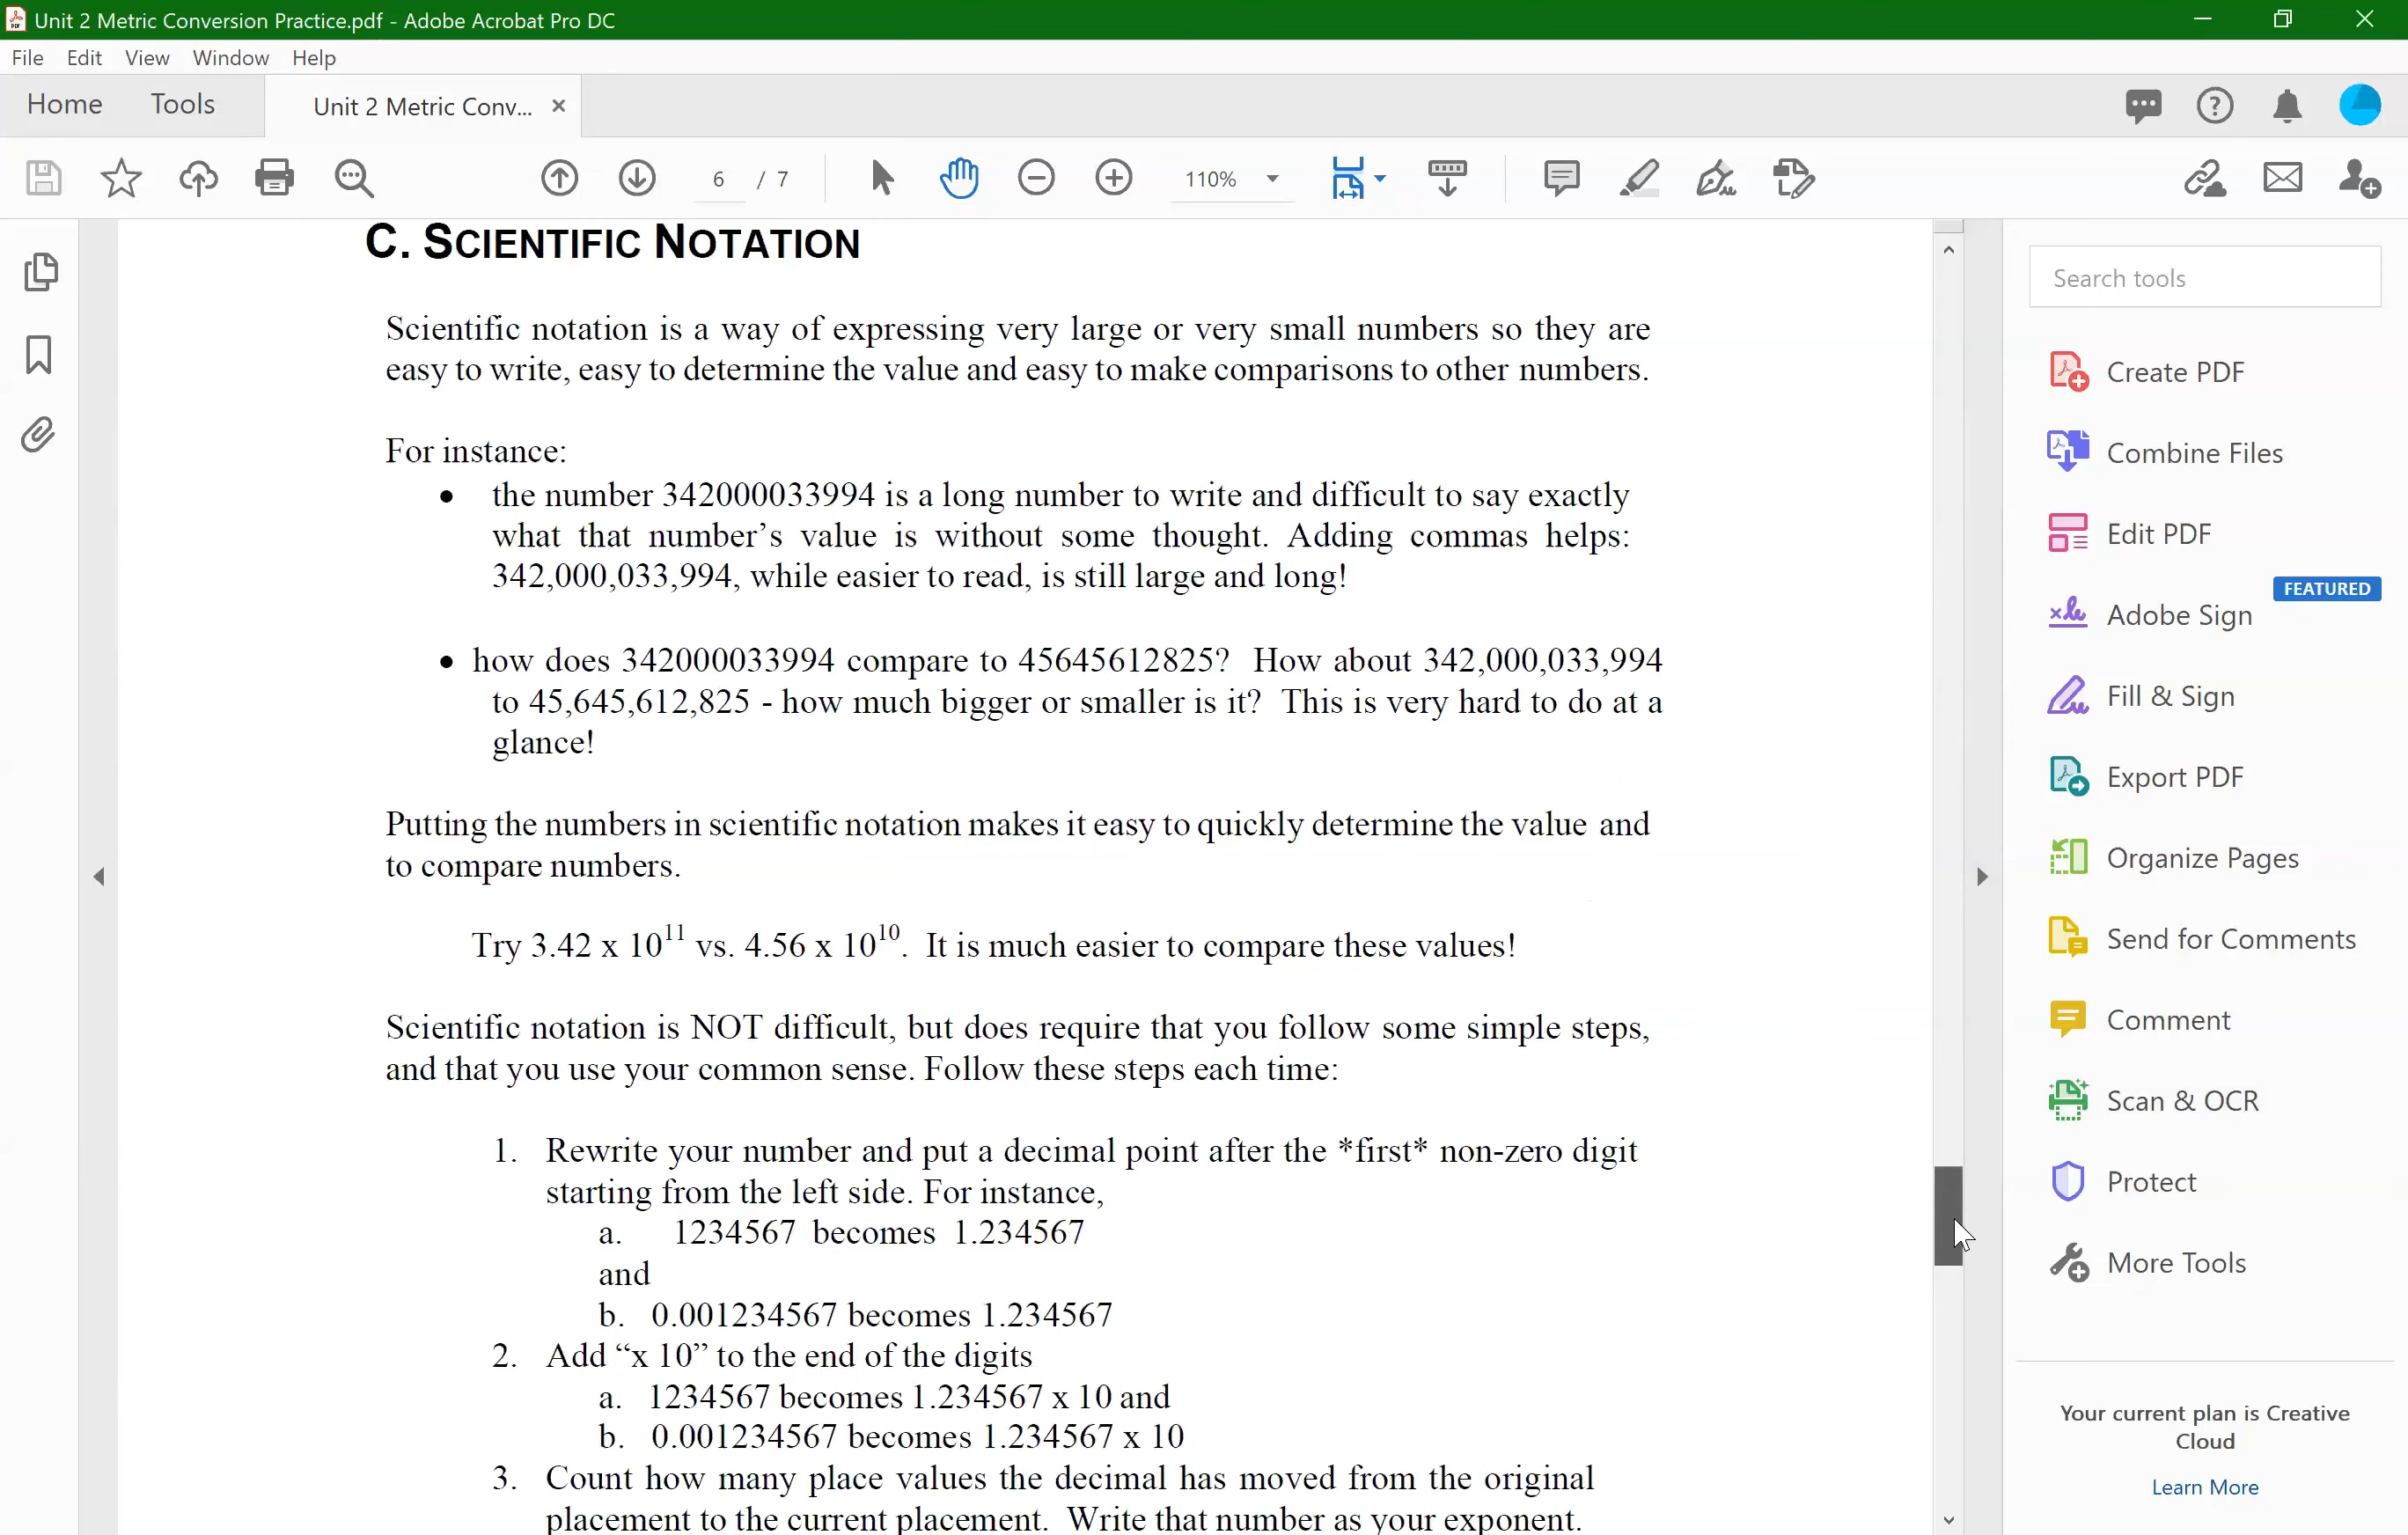 Unit 2 Metric Conversion Practice.pdf - Adobe Acrobat Pro DC
File Edit View Window Help
Home Tools Unit 2 Metric Conv... ×
6 / 7 110%
C. SCIENTIFIC NOTATION
Scientific notation is a way of expressing very large or very small numbers so they are
easy to write, easy to determine the value and easy to make comparisons to other numbers.
For instance:
• the number 342000033994 is a long number to write and difficult to say exactly
what that number’s value is without some thought. Adding commas helps:
342,000,033,994, while easier to read, is still large and long!
• how does 342000033994 compare to 45645612825? How about 342,000,033,994
to 45,645,612,825 - how much bigger or smaller is it? This is very hard to do at a
glance!
Putting the numbers in scientific notation makes it easy to quickly determine the value and
to compare numbers.
Try 3.42 x 10¹¹ vs. 4.56 x 10¹⁰. It is much easier to compare these values!
Scientific notation is NOT difficult, but does require that you follow some simple steps,
and that you use your common sense. Follow these steps each time:
1. Rewrite your number and put a decimal point after the *first* non-zero digit
starting from the left side. For instance,
a. 1234567 becomes 1.234567
and
b. 0.001234567 becomes 1.234567
2. Add “x 10” to the end of the digits
a. 1234567 becomes 1.234567 x 10 and
b. 0.001234567 becomes 1.234567 x 10
3. Count how many place values the decimal has moved from the original
placement to the current placement. Write that number as your exponent.
Search tools
Create PDF
Combine Files
Edit PDF
FEATURED
Adobe Sign
Fill & Sign
Export PDF
Organize Pages
Send for Comments
Comment
Scan & OCR
Protect
More Tools
Your current plan is Creative
Cloud
Learn More